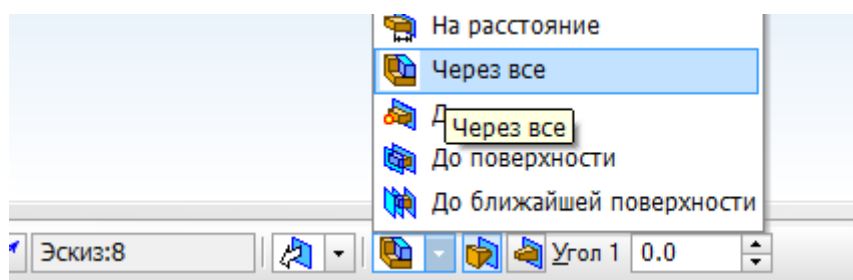 На расстояние
Через все
Д
Через все
До поверхности
До ближайшей поверхности
Эскиз:8
Угол 1 0.0